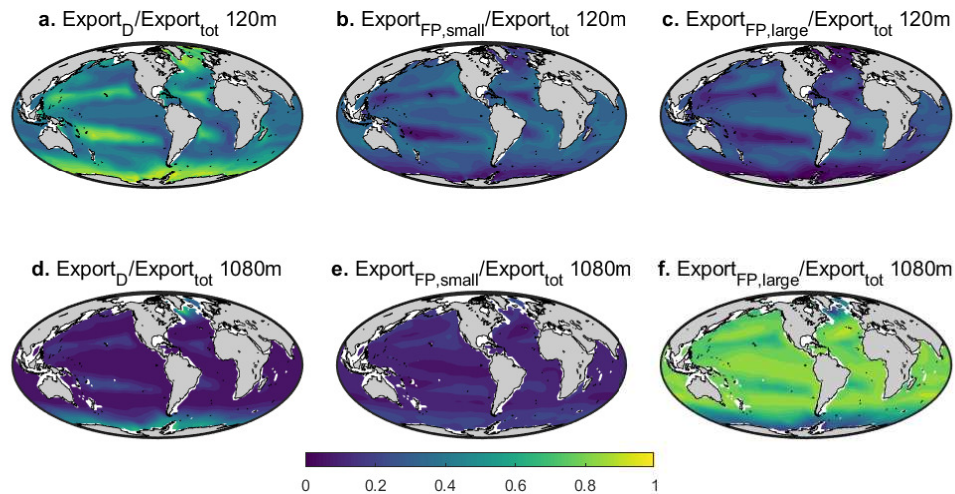 a. Export_D/Export_tot 120m
b. Export_FP,small/Export_tot 120m
c. Export_FP,large/Export_tot 120m
d. Export_D/Export_tot 1080m
e. Export_FP,small/Export_tot 1080m
f. Export_FP,large/Export_tot 1080m
0 0.2 0.4 0.6 0.8 1